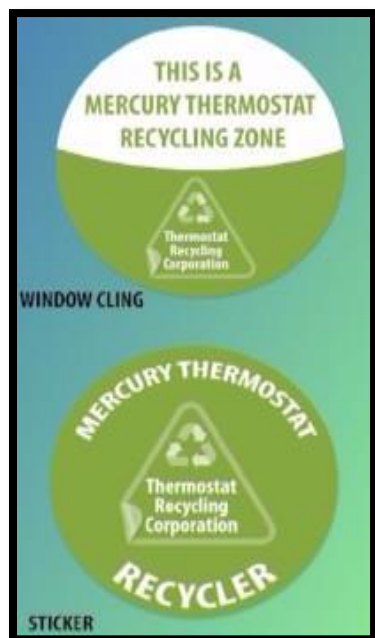 THIS IS A
MERCURY THERMOSTAT
RECYCLING ZONE
Thermostat
Recycling
Corporation
WINDOW CLING
MERCURY THERMOSTAT
Thermostat
Recycling
Corporation
RECYCLER
STICKER